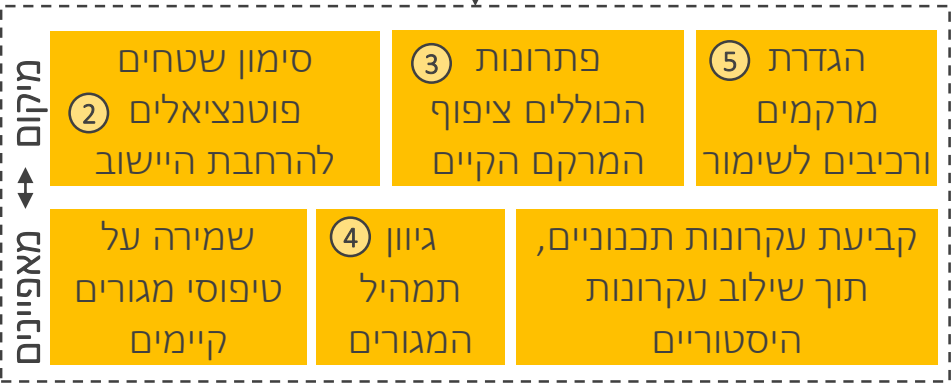 מיקום
הגדרת 5
מרקמים
ורכיבים לשימור
פתרונות 3
הכוללים ציפוף
המרקם הקיים
סימון שטחים
פוטנציאלים 2
להרחבת היישוב
מאפיינים
קביעת עקרונות תכנוניים,
תוך שילוב עקרונות
היסטוריים
גיוון 4
תמהיל
המגורים
שמירה על
טיפוסי מגורים
קיימים